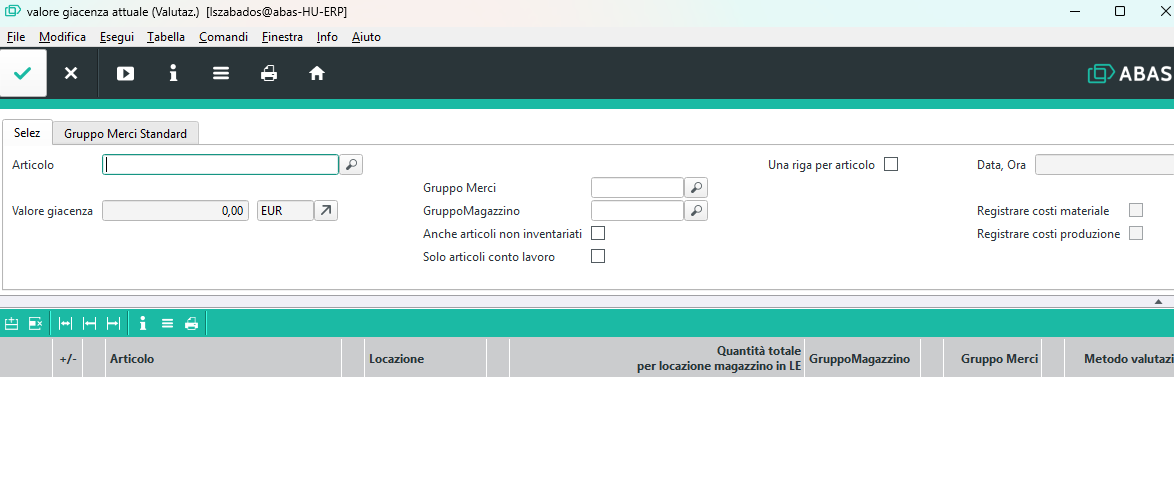 valore giacenza attuale (Valutaz.) [lszabados@abas-HU-ERP]
File Modifica Esegui Tabella Comandi Finestra Info Aiuto
ABAS
Selez Gruppo Merci Standard
Articolo Una riga per articolo Data, Ora
Gruppo Merci
Valore giacenza 0,00 EUR GruppoMagazzino Registrare costi materiale
Anche articoli non inventariati Registrare costi produzione
Solo articoli conto lavoro
+/- Articolo Locazione Quantità totale
per locazione magazzino in LE GruppoMagazzino Gruppo Merci Metodo valutazi